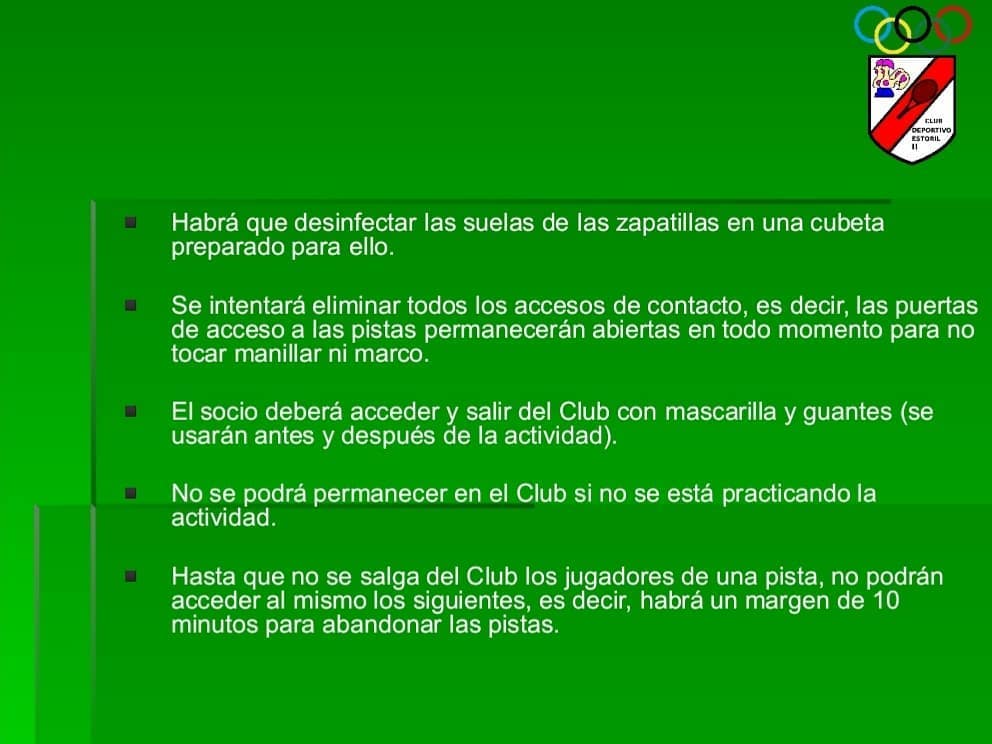 CLUB
DEPORTIVO
ESTORIL
II
Habrá que desinfectar las suelas de las zapatillas en una cubeta
preparado para ello.
Se intentará eliminar todos los accesos de contacto, es decir, las puertas
de acceso a las pistas permanecerán abiertas en todo momento para no
tocar manillar ni marco.
El socio deberá acceder y salir del Club con mascarilla y guantes (se
usarán antes y después de la actividad).
No se podrá permanecer en el Club si no se está practicando la
actividad.
Hasta que no se salga del Club los jugadores de una pista, no podrán
acceder al mismo los siguientes, es decir, habrá un margen de 10
minutos para abandonar las pistas.